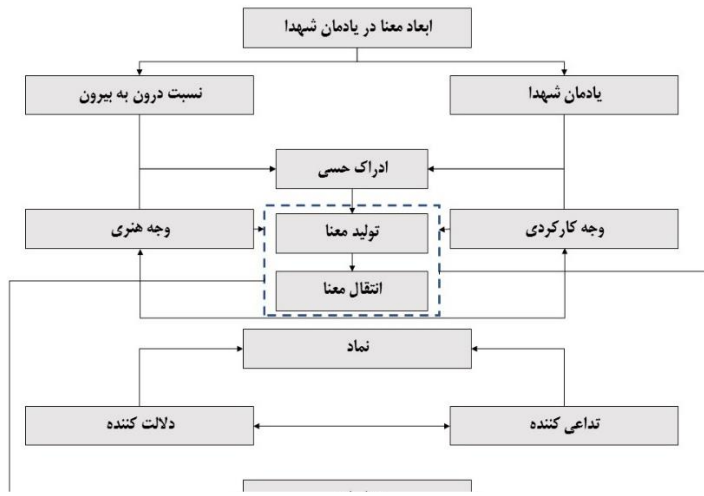 ابعاد معنا در یادمان شهدا
یادمان شهدا
نسبت درون به بیرون
ادراک حسی
وجه کارکردی
تولید معنا
وجه هنری
انتقال معنا
نماد
تداعی کننده
دلالت کننده